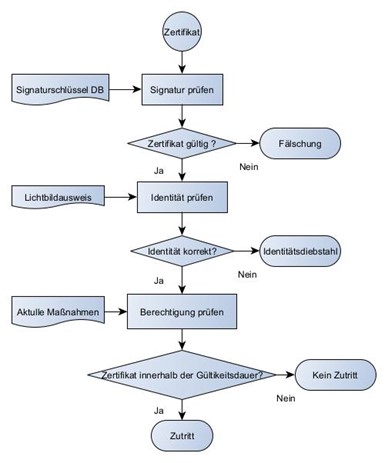 Zertifikat
Signaturschlüssel DB
Signatur prüfen
Zertifikat gültig ?
Fälschung
Nein
Ja
Lichtbildausweis
Identität prüfen
Identität korrekt?
Identitätsdiebstahl
Nein
Ja
Aktulle Maßnahmen
Berechtigung prüfen
Zertifikat innerhalb der Gültikeitsdauer?
Kein Zutritt
Nein
Ja
Zutritt